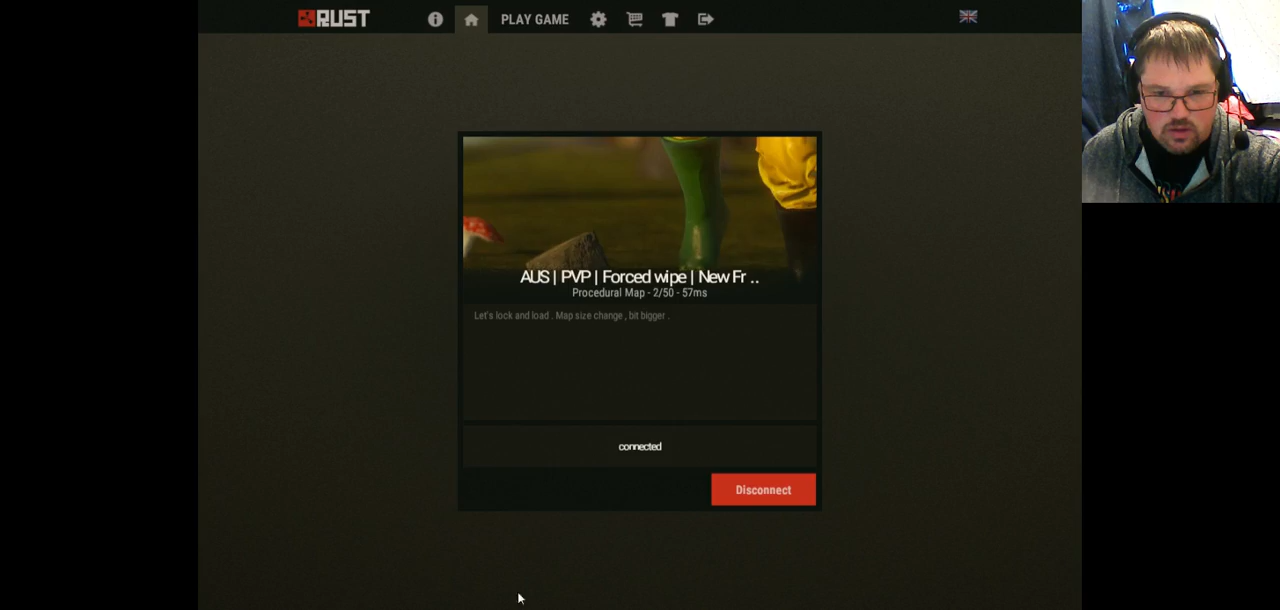 RUST
PLAY GAME
AUS | PVP | Forced wipe | New Fr ..
Procedural Map - 2/50 - 57ms
Let's lock and load . Map size change , bit bigger .
connected
Disconnect